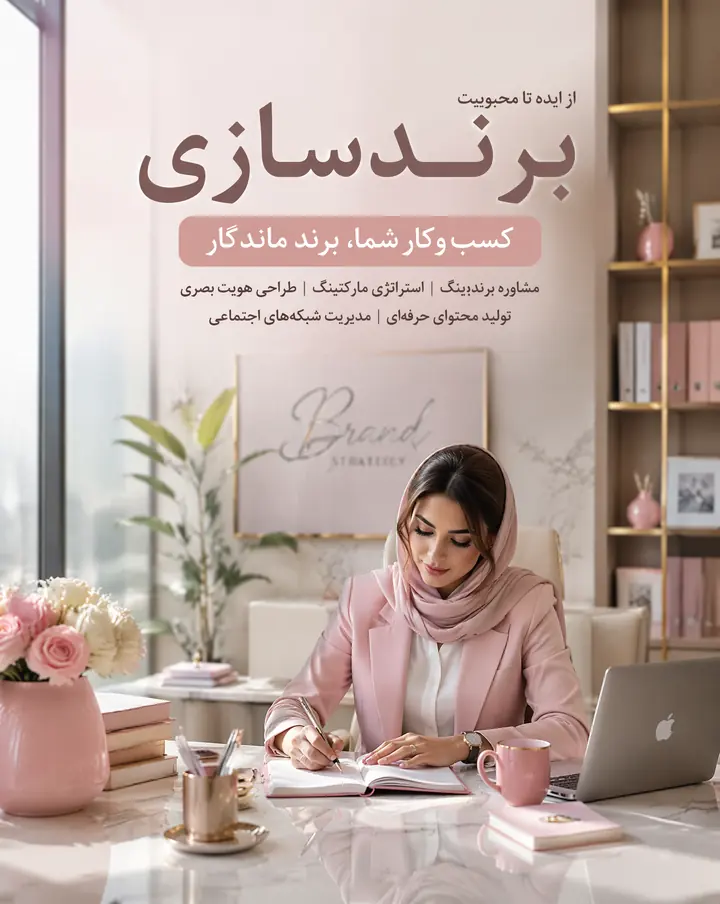 از ایده تا محبوبیت
برندسازی
کسب‌وکار شما، برند ماندگار
مشاوره برندینگ | استراتژی مارکتینگ | طراحی هویت بصری
تولید محتوای حرفه‌ای | مدیریت شبکه‌های اجتماعی
Brand
STRATEGY